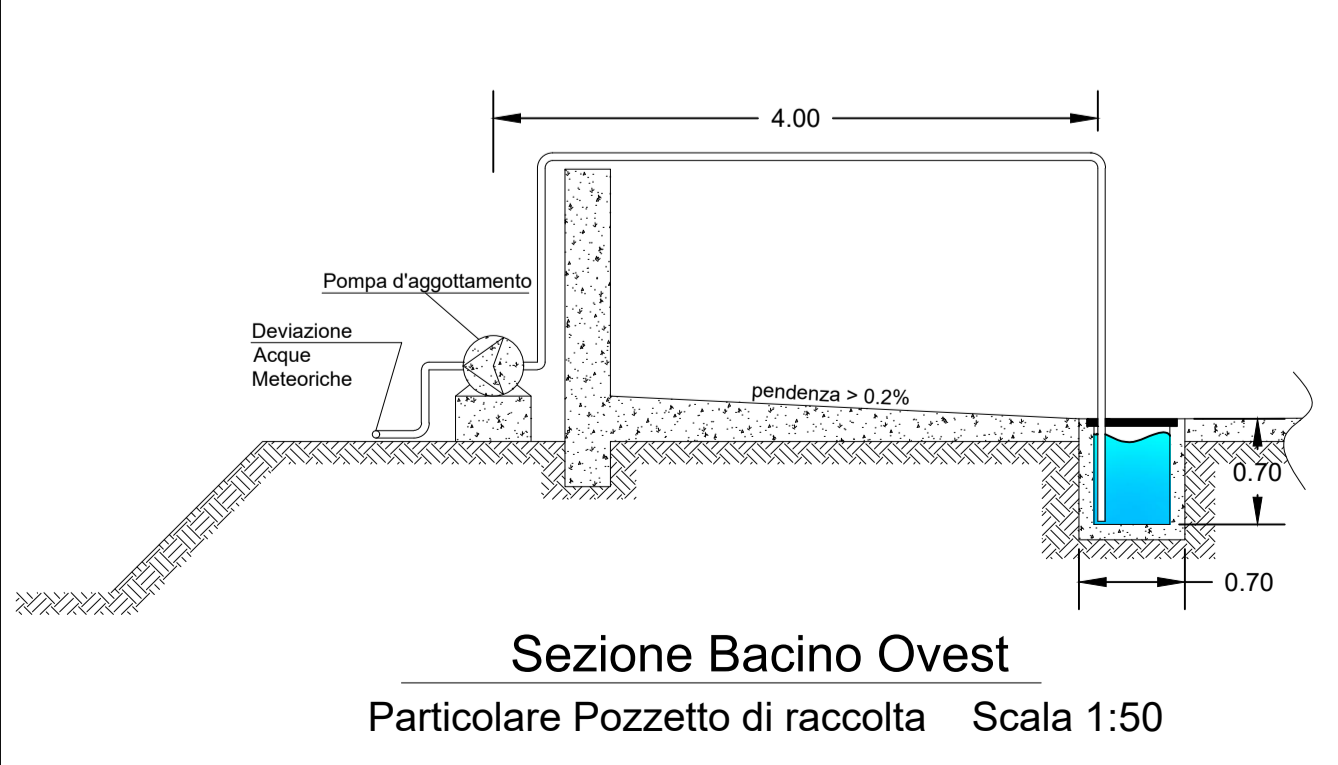 4.00
Pompa d'aggottamento
Deviazione
Acque
Meteoriche
pendenza > 0.2%
0.70
0.70
Sezione Bacino Ovest
Particolare Pozzetto di raccolta Scala 1:50